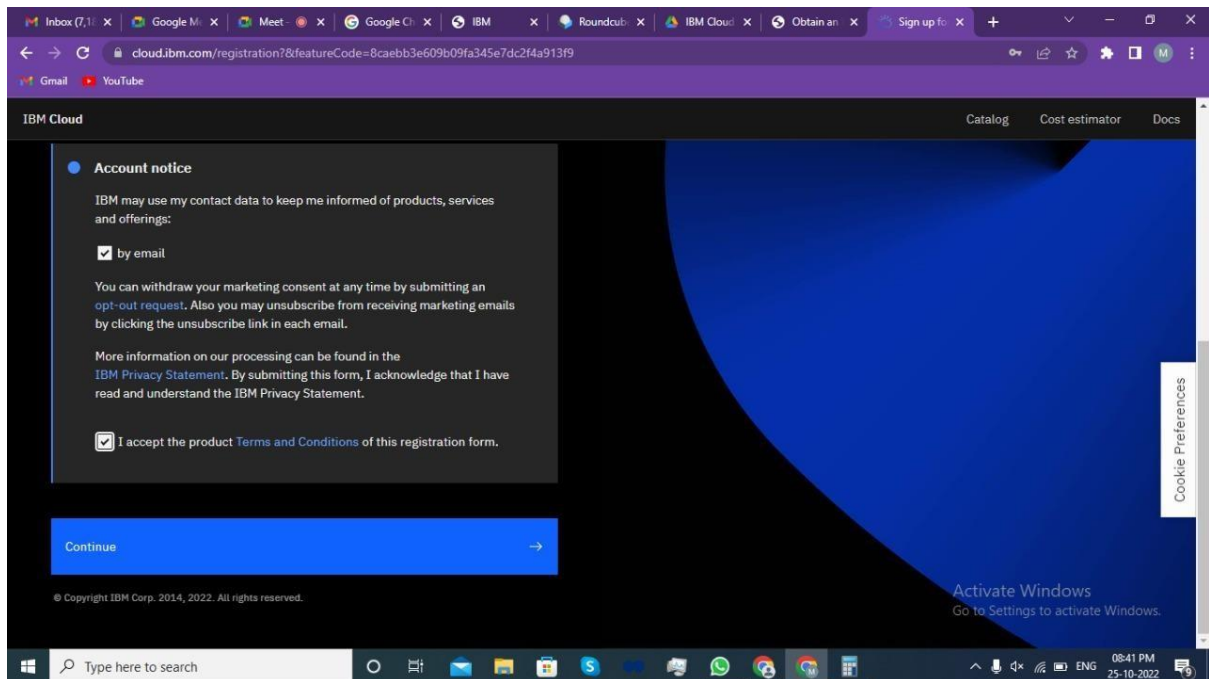 Inbox (7,18
Google Me
Meet -
Google Ch
IBM
Roundcub
IBM Cloud
Obtain an
Sign up fo
cloud.ibm.com/registration?&featureCode=8caebb3e609b09fa345e7dc2f4a913f9
M
Gmail
YouTube
IBM Cloud
Catalog
Cost estimator
Docs
Account notice
IBM may use my contact data to keep me informed of products, services
and offerings:
by email
You can withdraw your marketing consent at any time by submitting an
opt-out request. Also you may unsubscribe from receiving marketing emails
by clicking the unsubscribe link in each email.
More information on our processing can be found in the
IBM Privacy Statement. By submitting this form, I acknowledge that I have
read and understand the IBM Privacy Statement.
I accept the product Terms and Conditions of this registration form.
Cookie Preferences
Continue
© Copyright IBM Corp. 2014, 2022. All rights reserved.
Activate Windows
Go to Settings to activate Windows.
Type here to search
ENG
08:41 PM
25-10-2022